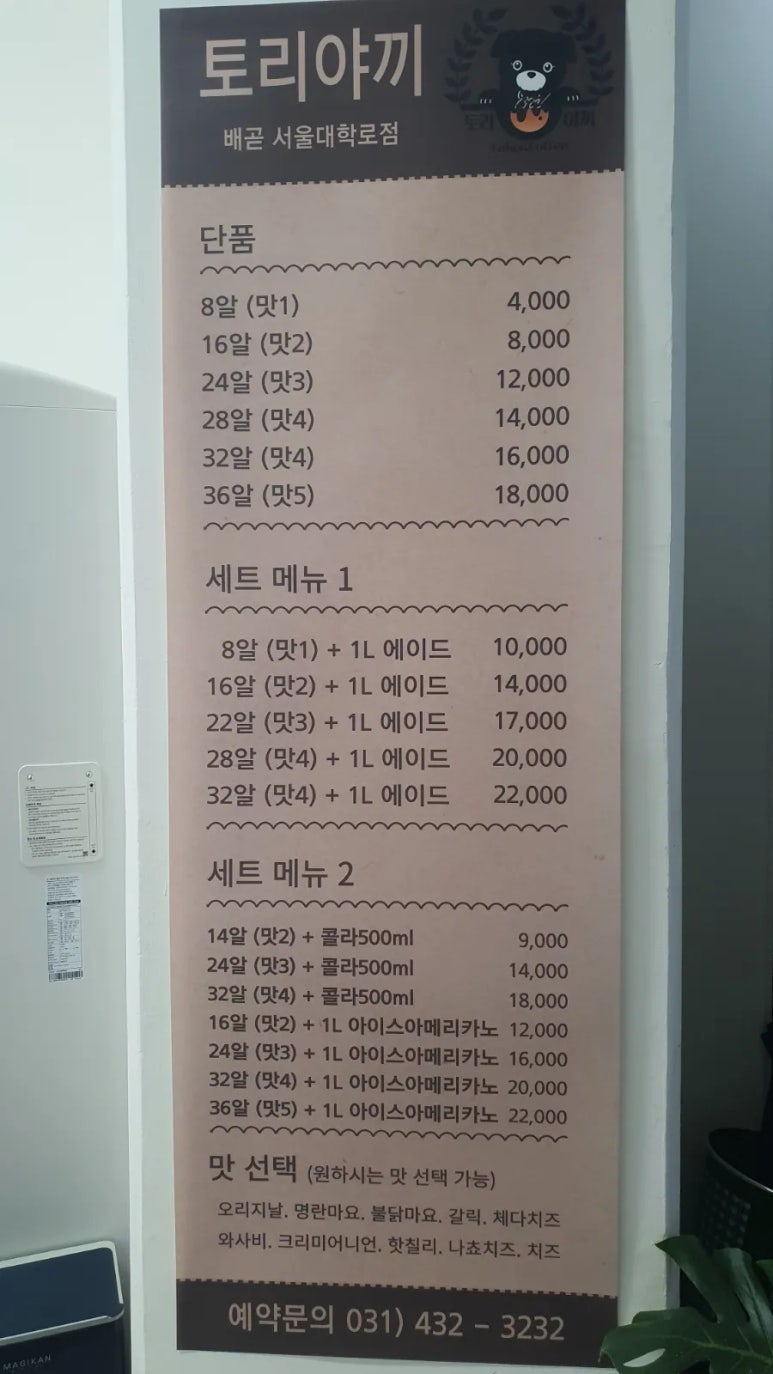 토리야끼
배곧 서울대학로점
토리 야끼
단품
8알 (맛1) 4,000
16알 (맛2) 8,000
24알 (맛3) 12,000
28알 (맛4) 14,000
32알 (맛4) 16,000
36알 (맛5) 18,000
세트 메뉴 1
8알 (맛1) + 1L 에이드 10,000
16알 (맛2) + 1L 에이드 14,000
22알 (맛3) + 1L 에이드 17,000
28알 (맛4) + 1L 에이드 20,000
32알 (맛4) + 1L 에이드 22,000
세트 메뉴 2
14알 (맛2) + 콜라500ml 9,000
24알 (맛3) + 콜라500ml 14,000
32알 (맛4) + 콜라500ml 18,000
16알 (맛2) + 1L 아이스아메리카노 12,000
24알 (맛3) + 1L 아이스아메리카노 16,000
32알 (맛4) + 1L 아이스아메리카노 20,000
36알 (맛5) + 1L 아이스아메리카노 22,000
맛 선택 (원하시는 맛 선택 가능)
오리지날. 명란마요. 불닭마요. 갈릭. 체다치즈
와사비. 크리미어니언. 핫칠리. 나쵸치즈. 치즈
예약문의 031) 432 – 3232
MAGIKAN